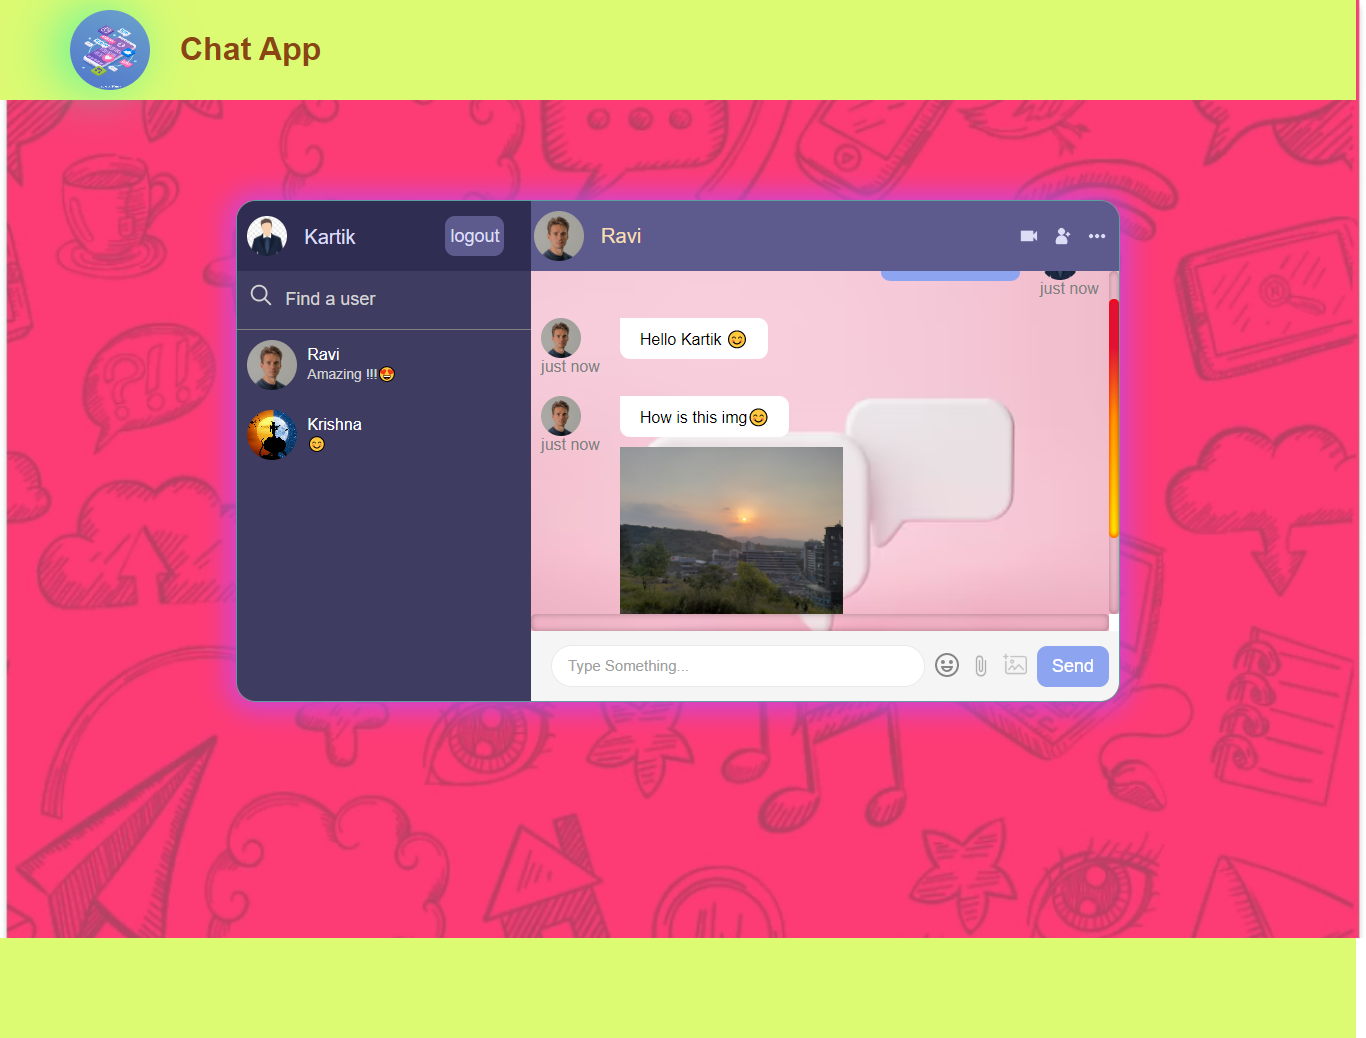 Chat App
Kartik
logout
Ravi
Find a user
just now
Ravi
Amazing !!!🤩
Krishna
😊
Hello Kartik 😊
just now
How is this img😊
just now
Type Something...
Send